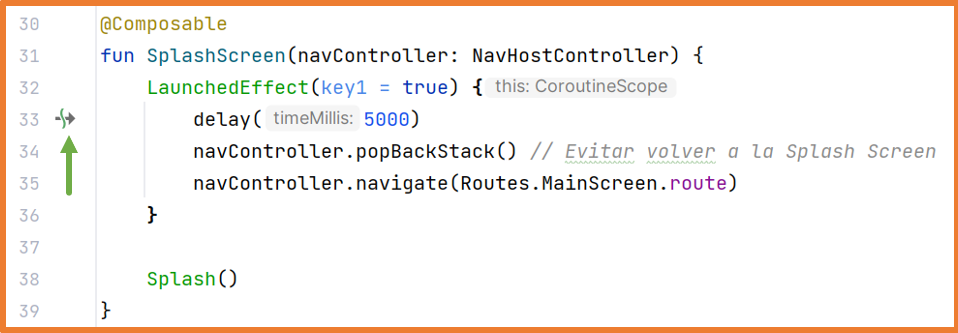 30 @Composable
31 fun SplashScreen(navController: NavHostController) {
32 LaunchedEffect(key1 = true) { this: CoroutineScope
33 delay( timeMillis: 5000)
34 navController.popBackStack() // Evitar volver a la Splash Screen
35 navController.navigate(Routes.MainScreen.route)
36 }
37
38 Splash()
39 }